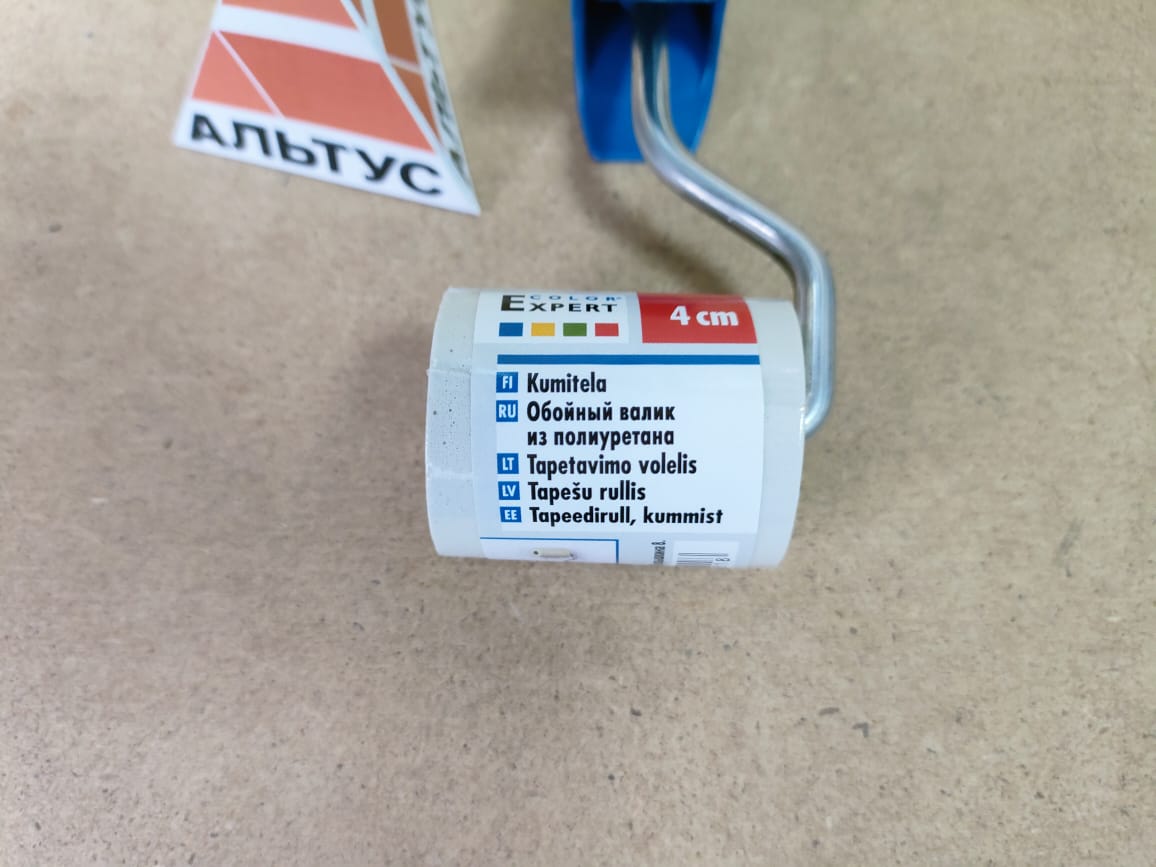 АЛЬТУС
COLOR
EXPERT
4 cm
FI Kumitela
RU Обойный валик
из полиуретана
LT Tapetavimo volelis
LV Tapešu rullis
EE Tapeedirull, kummist